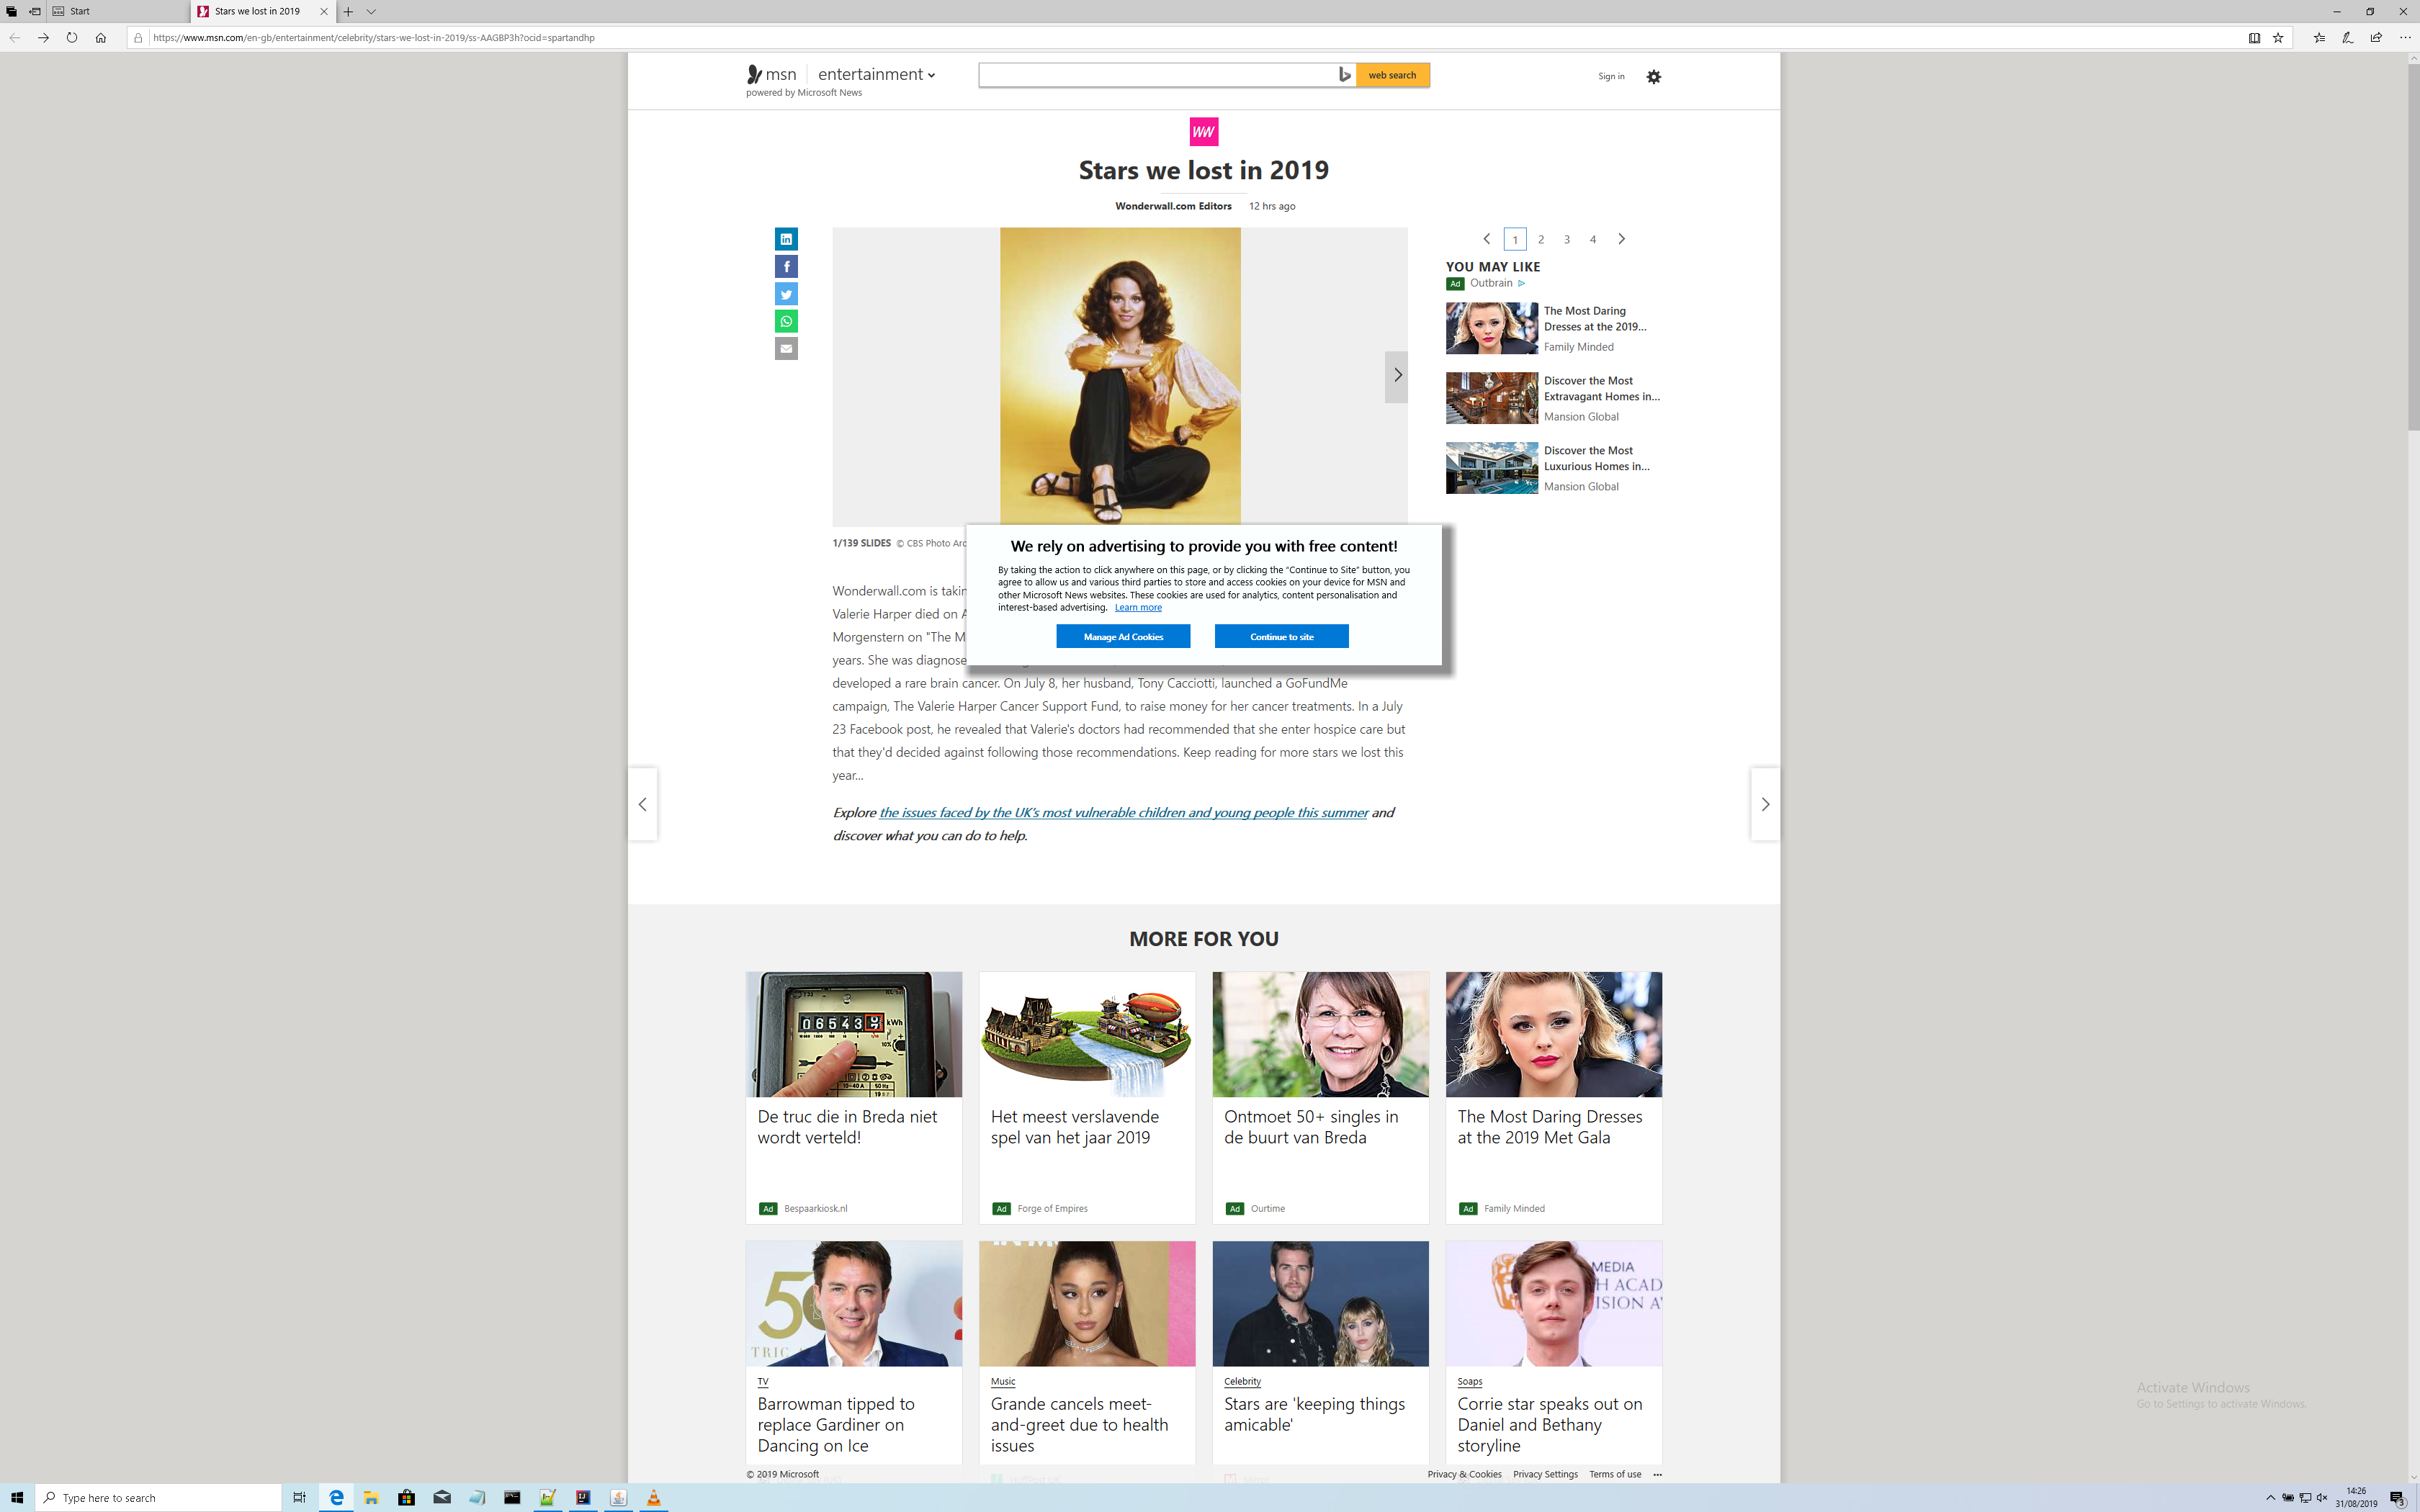 Start
Stars we lost in 2019
https://www.msn.com/en-gb/entertainment/celebrity/stars-we-lost-in-2019/ss-AAGBP3h?ocid=spartandhp
msn entertainment
powered by Microsoft News
web search
Sign in
WW
Stars we lost in 2019
Wonderwall.com Editors 12 hrs ago
1 2 3 4
YOU MAY LIKE
Ad Outbrain
The Most Daring
Dresses at the 2019...
Family Minded
Discover the Most
Extravagant Homes in...
Mansion Global
Discover the Most
Luxurious Homes in...
Mansion Global
1/139 SLIDES © CBS Photo Arc
We rely on advertising to provide you with free content!
By taking the action to click anywhere on this page, or by clicking the "Continue to Site" button, you
agree to allow us and various third parties to store and access cookies on your device for MSN and
other Microsoft News websites. These cookies are used for analytics, content personalisation and
interest-based advertising. Learn more
Manage Ad Cookies Continue to site
Wonderwall.com is takin
Valerie Harper died on A
Morgenstern on "The M
years. She was diagnose
developed a rare brain cancer. On July 8, her husband, Tony Cacciotti, launched a GoFundMe
campaign, The Valerie Harper Cancer Support Fund, to raise money for her cancer treatments. In a July
23 Facebook post, he revealed that Valerie's doctors had recommended that she enter hospice care but
that they'd decided against following those recommendations. Keep reading for more stars we lost this
year...
Explore the issues faced by the UK's most vulnerable children and young people this summer and
discover what you can do to help.
MORE FOR YOU
06543
kWh
De truc die in Breda niet
wordt verteld!
Ad Bespaarkiosk.nl
Het meest verslavende
spel van het jaar 2019
Ad Forge of Empires
Ontmoet 50+ singles in
de buurt van Breda
Ad Ourtime
The Most Daring Dresses
at the 2019 Met Gala
Ad Family Minded
TV
Barrowman tipped to
replace Gardiner on
Dancing on Ice
Music
Grande cancels meet-
and-greet due to health
issues
Celebrity
Stars are 'keeping things
amicable'
MEDIA
H ACAD
ISION A
Soaps
Corrie star speaks out on
Daniel and Bethany
storyline
© 2019 Microsoft
Privacy & Cookies Privacy Settings Terms of use ...
Activate Windows
Go to Settings to activate Windows.
Type here to search
14:26
31/08/2019
3